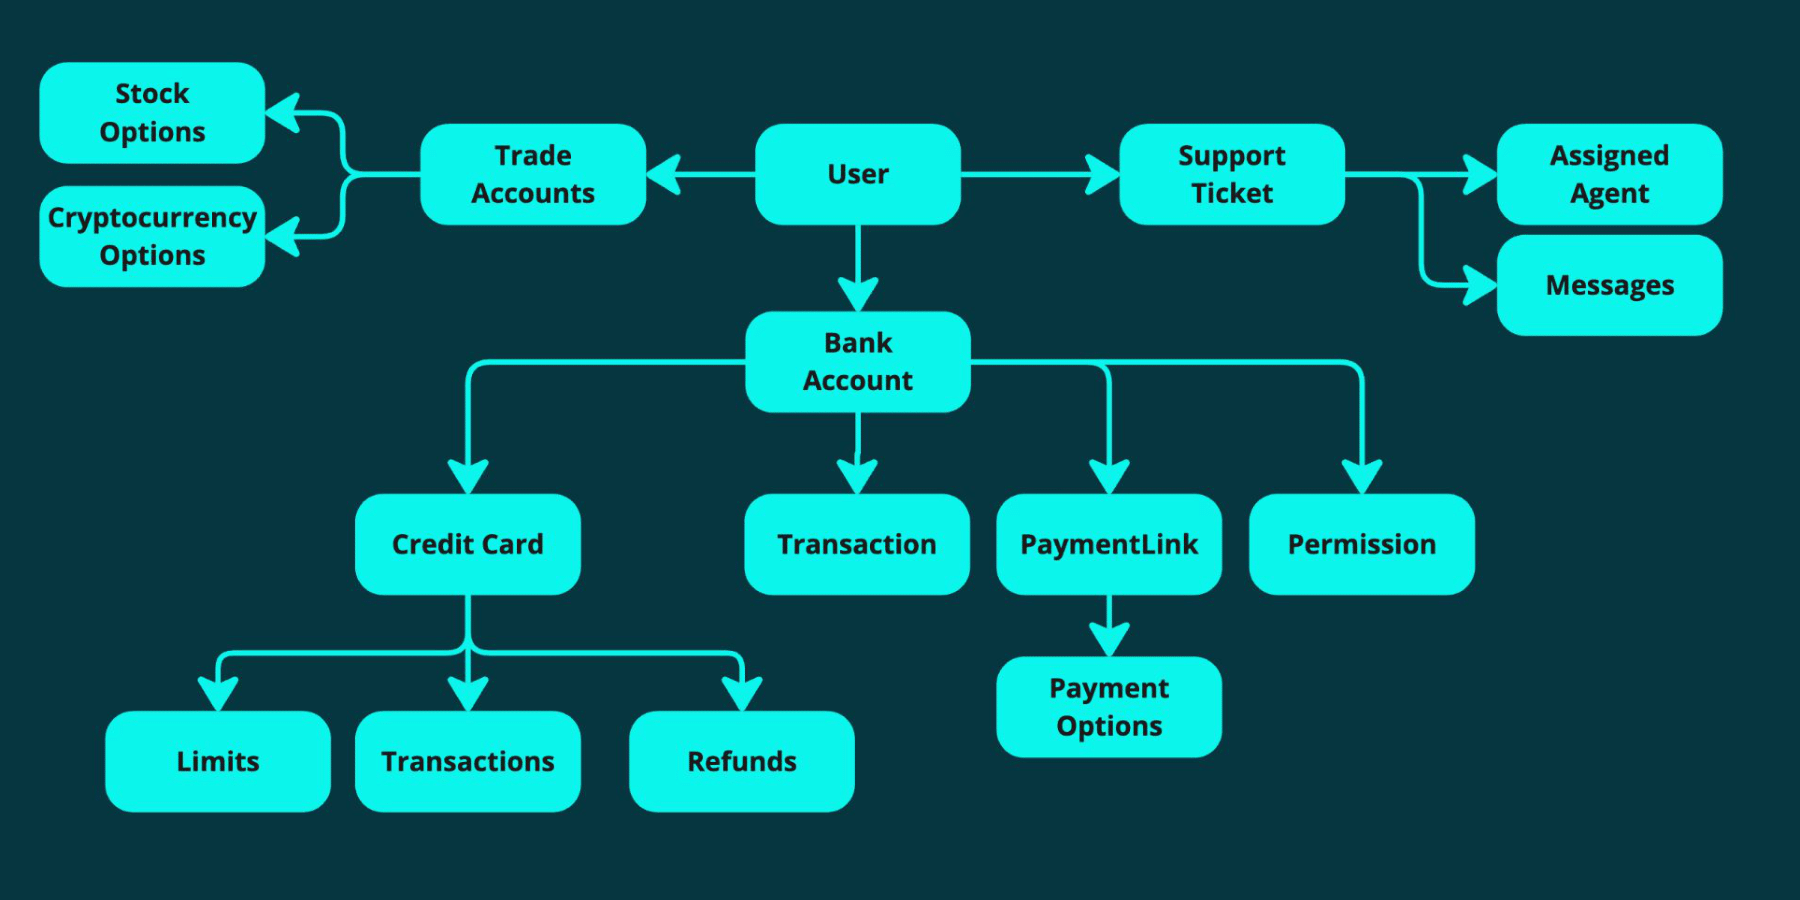 Stock
Options
Cryptocurrency
Options
Trade
Accounts
User
Support
Ticket
Assigned
Agent
Messages
Bank
Account
Credit Card
Transaction
PaymentLink
Permission
Limits
Transactions
Refunds
Payment
Options